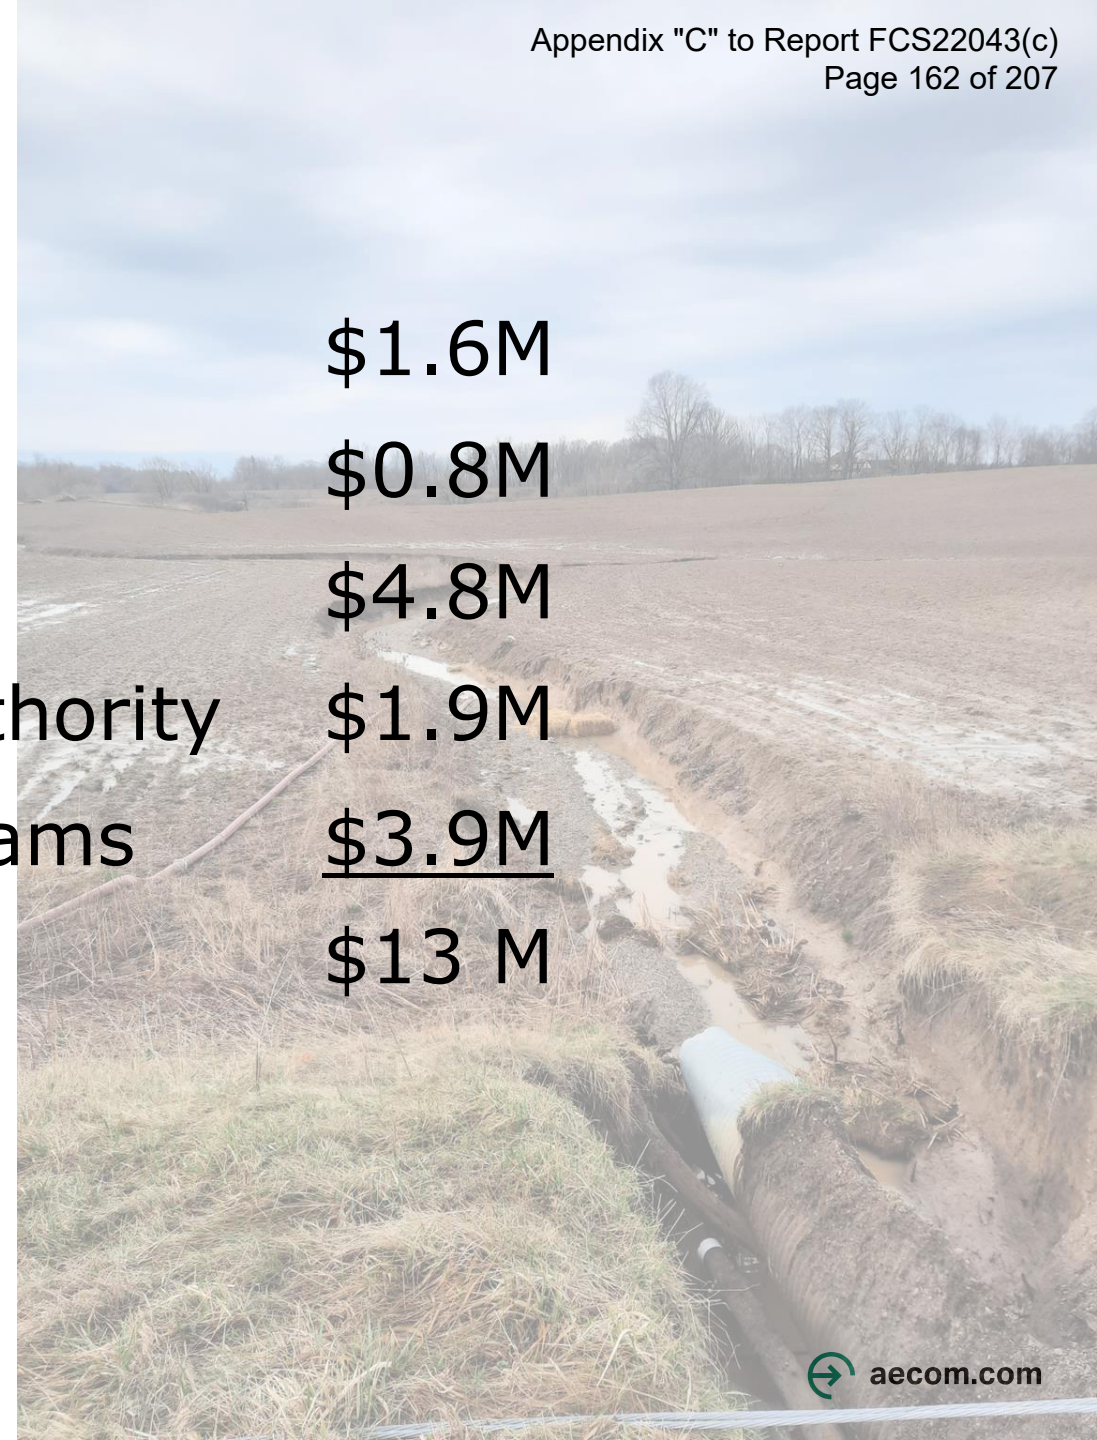 Appendix "C" to Report FCS22043(c)
Page 162 of 207
$1.6M
$0.8M
$4.8M
thority $1.9M
ams $3.9M
$13 M
aecom.com